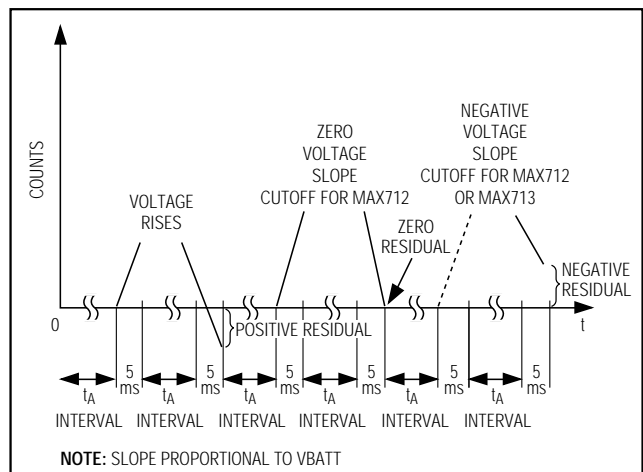 COUNTS
VOLTAGE
RISES
ZERO
VOLTAGE
SLOPE
CUTOFF FOR MAX712
NEGATIVE
VOLTAGE
SLOPE
CUTOFF FOR MAX712
OR MAX713
ZERO
RESIDUAL
NEGATIVE
RESIDUAL
POSITIVE RESIDUAL
0
t
5 ms 5 ms 5 ms 5 ms 5 ms 5 ms
tA tA tA tA tA tA
INTERVAL INTERVAL INTERVAL INTERVAL INTERVAL INTERVAL
NOTE: SLOPE PROPORTIONAL TO VBATT